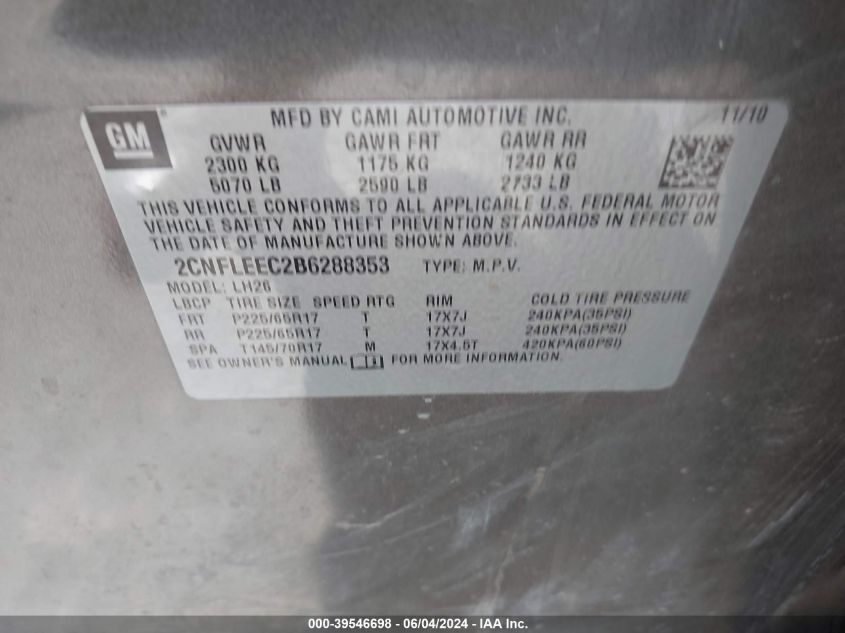 GM
MFD BY CAMI AUTOMOTIVE INC. 11/10
GVWR GAWR FRT GAWR RR
2300 KG 1175 KG 1240 KG
5070 LB 2590 LB 2733 LB
THIS VEHICLE CONFORMS TO ALL APPLICABLE U.S. FEDERAL MOTOR
VEHICLE SAFETY AND THEFT PREVENTION STANDARDS IN EFFECT ON
THE DATE OF MANUFACTURE SHOWN ABOVE.
2CNFLEEC2B6288353 TYPE: M.P.V.
MODEL: LH26
LBCP TIRE SIZE SPEED RTG RIM COLD TIRE PRESSURE
FRT P225/65R17 T 17X7J 240KPA(35PSI)
RR P225/65R17 T 17X7J 240KPA(35PSI)
SPA T145/70R17 M 17X4.5T 420KPA(60PSI)
SEE OWNER'S MANUAL FOR MORE INFORMATION.
000-39546698 - 06/04/2024 - IAA Inc.